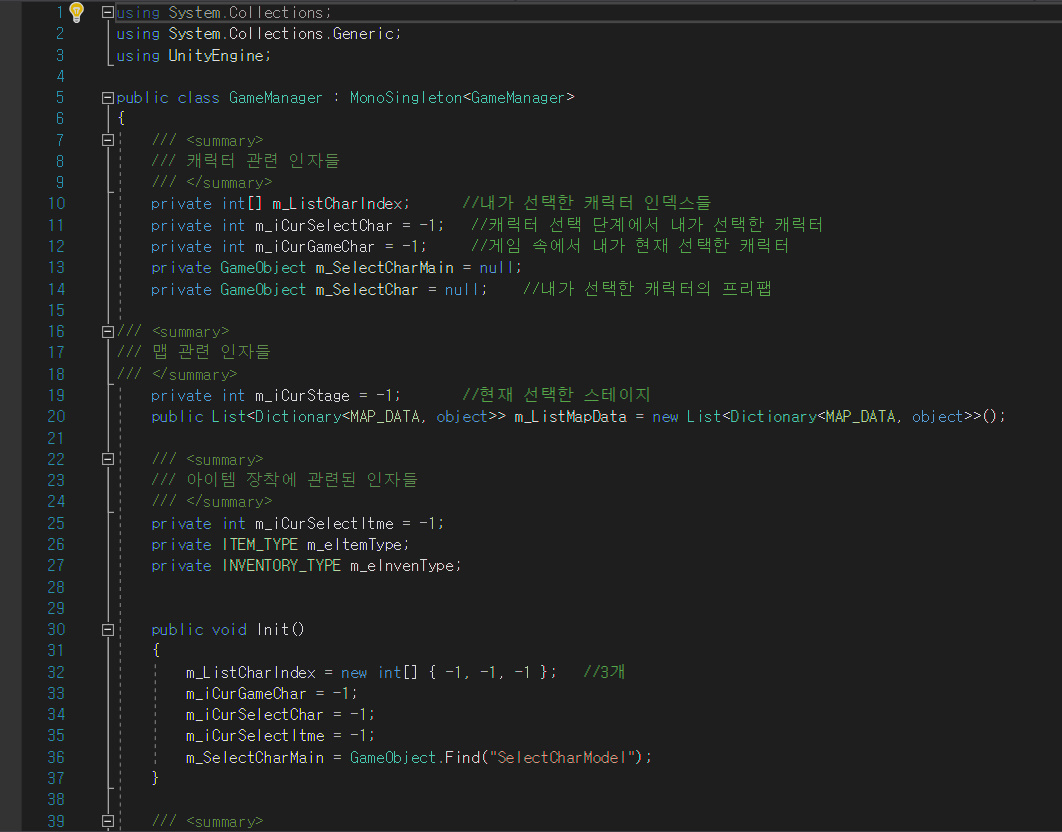 1 using System.Collections;
2 using System.Collections.Generic;
3 using UnityEngine;
4
5 public class GameManager : MonoSingleton<GameManager>
6 {
7 /// <summary>
8 /// 캐릭터 관련 인자들
9 /// </summary>
10 private int[] m_ListCharIndex; //내가 선택한 캐릭터 인덱스들
11 private int m_iCurSelectChar = -1; //캐릭터 선택 단계에서 내가 선택한 캐릭터
12 private int m_iCurGameChar = -1; //게임 속에서 내가 현재 선택한 캐릭터
13 private GameObject m_SelectCharMain = null;
14 private GameObject m_SelectChar = null; //내가 선택한 캐릭터의 프리팹
15
16 /// <summary>
17 /// 맵 관련 인자들
18 /// </summary>
19 private int m_iCurStage = -1; //현재 선택한 스테이지
20 public List<Dictionary<MAP_DATA, object>> m_ListMapData = new List<Dictionary<MAP_DATA, object>>();
21
22 /// <summary>
23 /// 아이템 장착에 관련된 인자들
24 /// </summary>
25 private int m_iCurSelectItme = -1;
26 private ITEM_TYPE m_eItemType;
27 private INVENTORY_TYPE m_eInvenType;
28
29
30 public void Init()
31 {
32 m_ListCharIndex = new int[] { -1, -1, -1 }; //3개
33 m_iCurGameChar = -1;
34 m_iCurSelectChar = -1;
35 m_iCurSelectItme = -1;
36 m_SelectCharMain = GameObject.Find("SelectCharModel");
37 }
38
39 /// <summary>